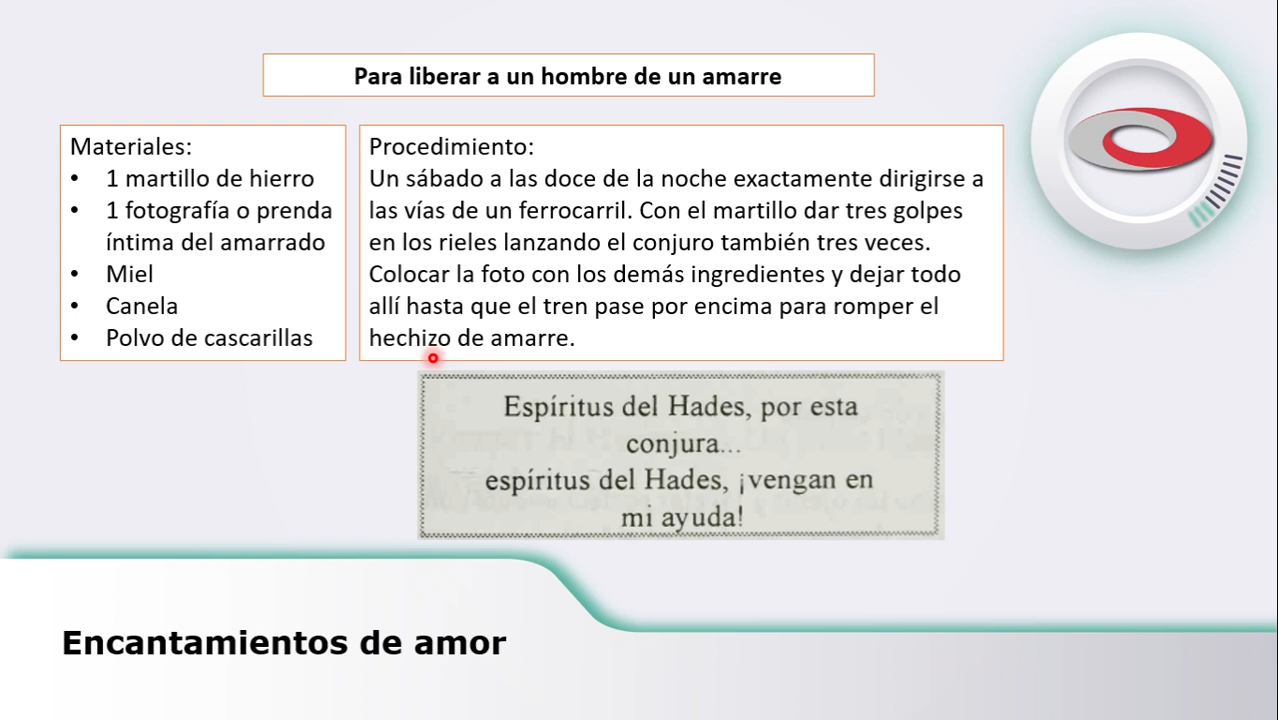 Para liberar a un hombre de un amarre
Materiales:
• 1 martillo de hierro
• 1 fotografía o prenda
íntima del amarrado
• Miel
• Canela
• Polvo de cascarillas
Procedimiento:
Un sábado a las doce de la noche exactamente dirigirse a
las vías de un ferrocarril. Con el martillo dar tres golpes
en los rieles lanzando el conjuro también tres veces.
Colocar la foto con los demás ingredientes y dejar todo
allí hasta que el tren pase por encima para romper el
hechizo de amarre.
Espíritus del Hades, por esta
conjura...
espíritus del Hades, ¡vengan en
mi ayuda!
Encantamientos de amor